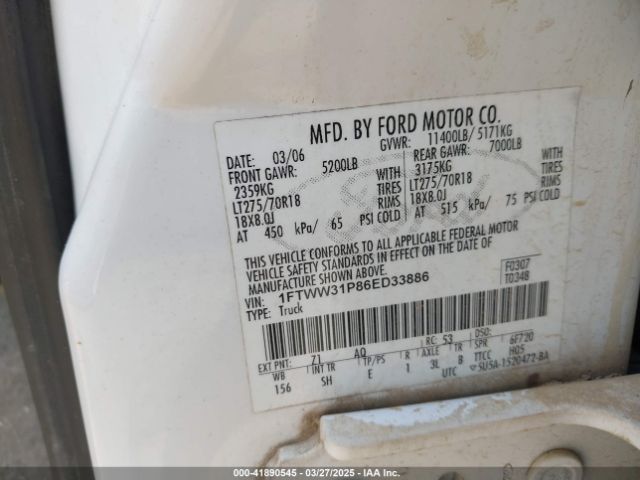 MFD. BY FORD MOTOR CO.
DATE: 03/06 GVWR: 11400LB/ 5171KG
FRONT GAWR: 5200LB REAR GAWR: 7000LB
2359KG WITH 3175KG WITH
LT275/70R18 TIRES LT275/70R18 TIRES
18X8.0J RIMS 18X8.0J RIMS
AT 450 kPa/ 65 PSI COLD AT 515 kPa/ 75 PSI COLD
THIS VEHICLE CONFORMS TO ALL APPLICABLE FEDERAL MOTOR
VEHICLE SAFETY STANDARDS IN EFFECT ON THE DATE OF
MANUFACTURE SHOWN ABOVE.
VIN: 1FTWW31P86ED33886 F0307
TYPE: Truck T0348
EXT PNT: Z1 AQ RC: 53 DSO:
WB INT TR TP/PS R AXLE TR SPR 6F720
156 SH E 1 3L B TTCC H05
UTC 5U5A-1520472-BA
Ford
000-41890545 - 03/27/2025 - IAA Inc.